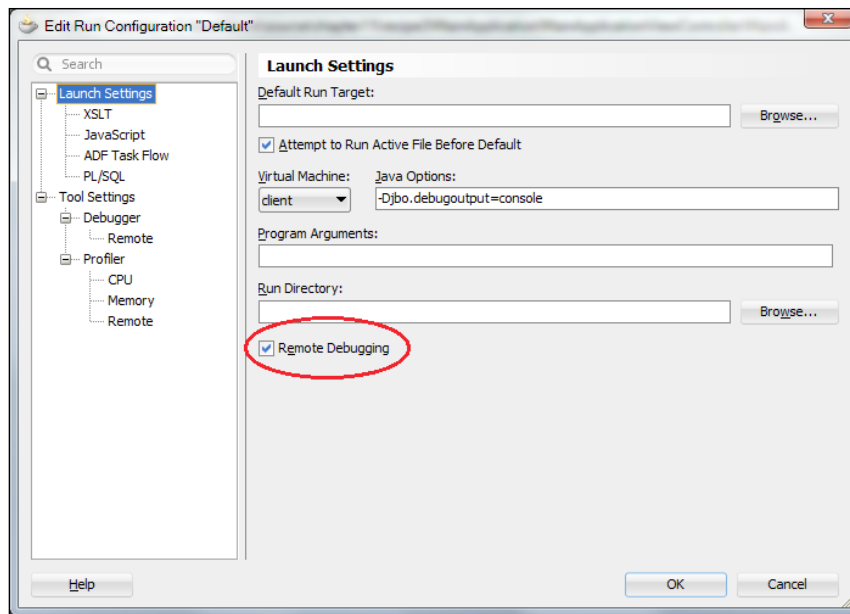 Edit Run Configuration "Default"
Search
Launch Settings
XSLT
JavaScript
ADF Task Flow
PL/SQL
Tool Settings
Debugger
Remote
Profiler
CPU
Memory
Remote
Launch Settings
Default Run Target:
Browse...
Attempt to Run Active File Before Default
Virtual Machine: Java Options:
client -Djbo.debugoutput=console
Program Arguments:
Run Directory:
Browse...
Remote Debugging
Help OK Cancel